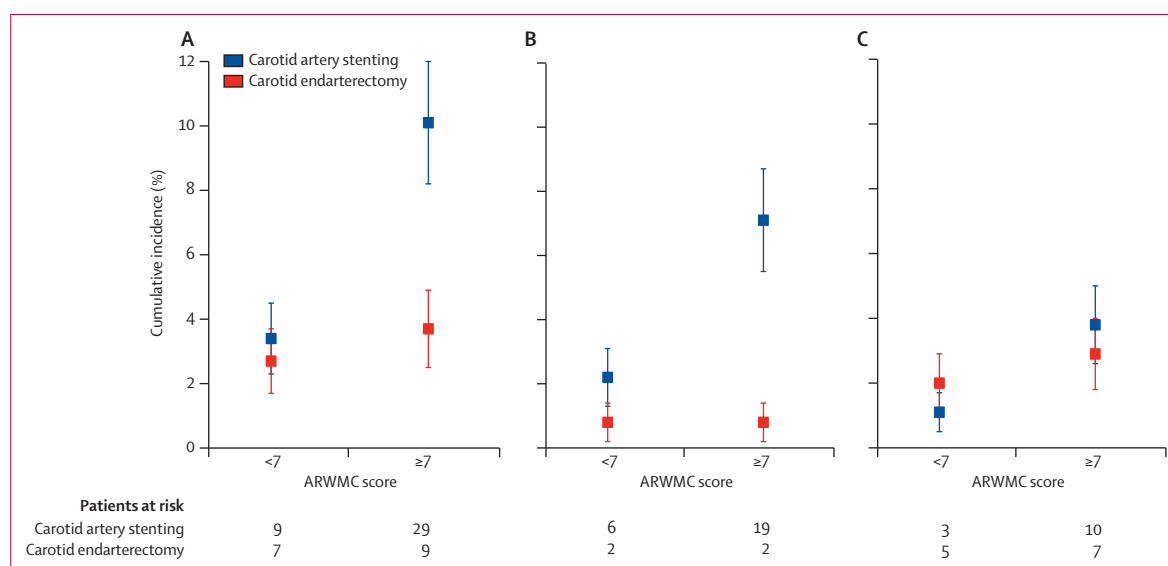 A
B
C
Carotid artery stenting
Carotid endarterectomy
Cumulative incidence (%)
12
10
8
6
4
2
0
<7
≥7
<7
≥7
<7
≥7
ARWMC score
ARWMC score
ARWMC score
Patients at risk
Carotid artery stenting 9 29 6 19 3 10
Carotid endarterectomy 7 9 2 2 5 7